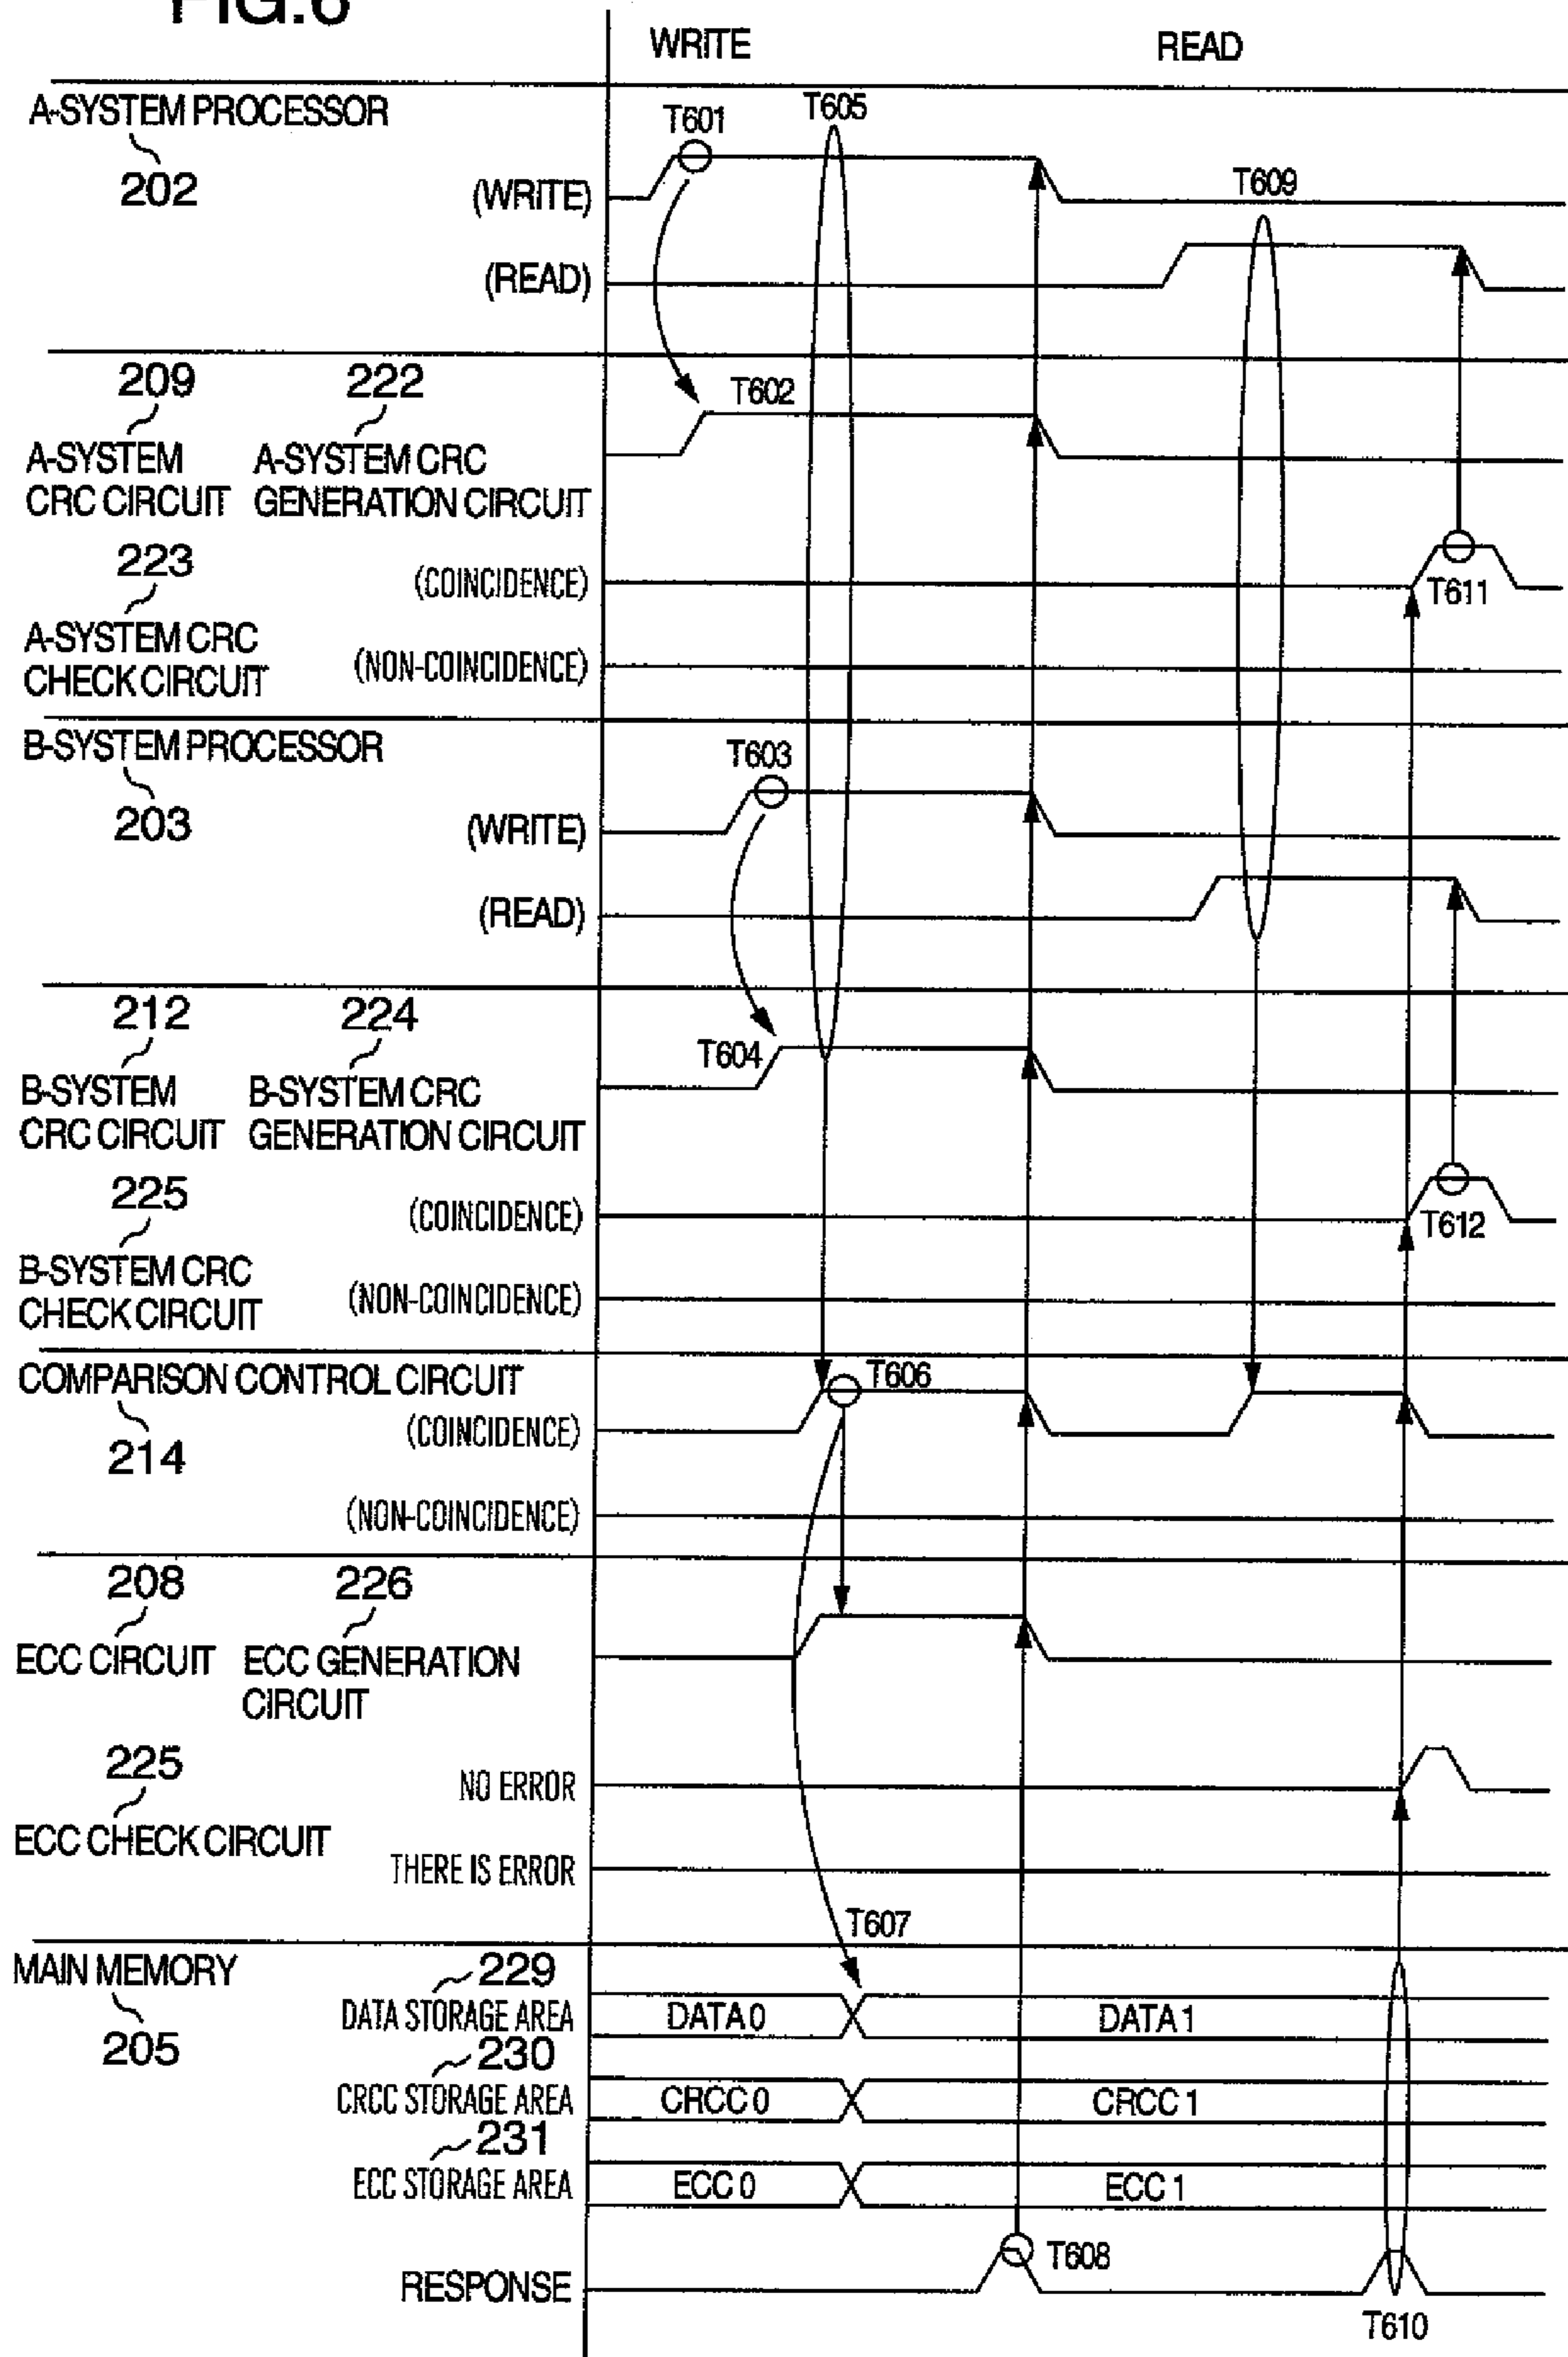 FIG.6
WRITE READ
A-SYSTEM PROCESSOR
T601 T605
202
(WRITE)
T609
(READ)
209 222
T602
A-SYSTEM A-SYSTEM CRC
CRC CIRCUIT GENERATION CIRCUIT
223
(COINCIDENCE)
T611
A-SYSTEM CRC
CHECK CIRCUIT
(NON-COINCIDENCE)
B-SYSTEM PROCESSOR
T603
203
(WRITE)
(READ)
212 224
T604
B-SYSTEM B-SYSTEM CRC
CRC CIRCUIT GENERATION CIRCUIT
225
(COINCIDENCE)
T612
B-SYSTEM CRC
CHECK CIRCUIT
(NON-COINCIDENCE)
COMPARISON CONTROL CIRCUIT
T606
(COINCIDENCE)
214
(NON-COINCIDENCE)
208 226
ECC CIRCUIT ECC GENERATION
CIRCUIT
225
NO ERROR
ECC CHECK CIRCUIT
THERE IS ERROR
T607
MAIN MEMORY
229
DATA STORAGE AREA DATA 0 DATA 1
205
230
CRCC STORAGE AREA CRCC 0 CRCC 1
231
ECC STORAGE AREA ECC 0 ECC 1
T608
RESPONSE
T610